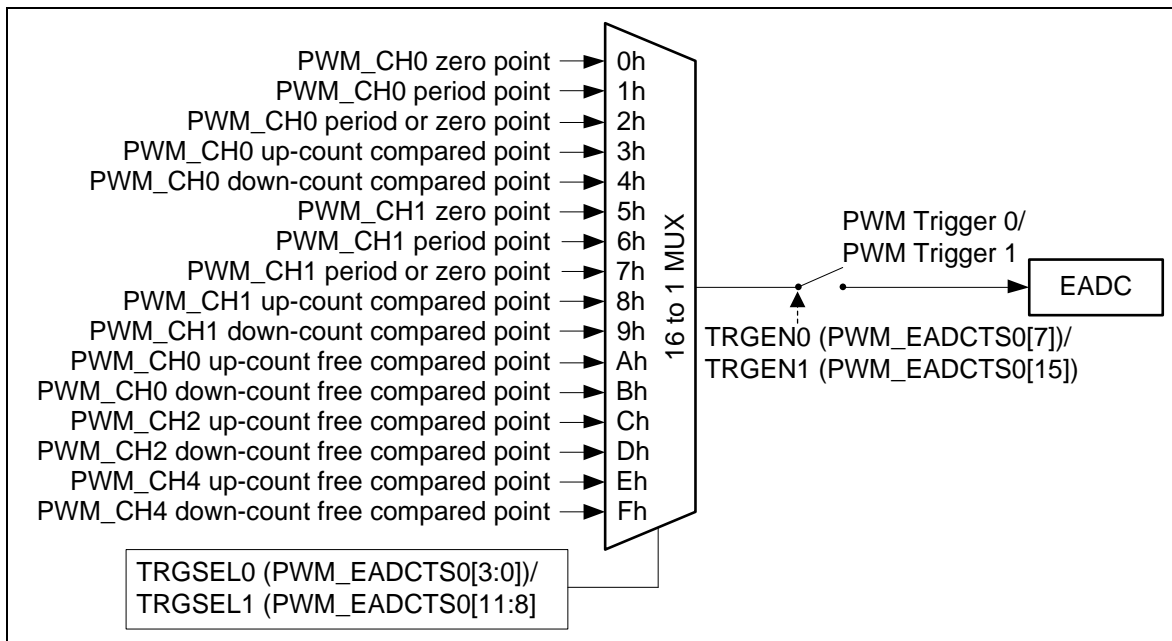 PWM_CH0 zero point
0h
PWM_CH0 period point
1h
PWM_CH0 period or zero point
2h
PWM_CH0 up-count compared point
3h
PWM_CH0 down-count compared point
4h
PWM_CH1 zero point
5h
PWM_CH1 period point
6h
PWM_CH1 period or zero point
7h
PWM_CH1 up-count compared point
8h
PWM_CH1 down-count compared point
9h
PWM_CH0 up-count free compared point
Ah
PWM_CH0 down-count free compared point
Bh
PWM_CH2 up-count free compared point
Ch
PWM_CH2 down-count free compared point
Dh
PWM_CH4 up-count free compared point
Eh
PWM_CH4 down-count free compared point
Fh
16 to 1 MUX
PWM Trigger 0/
PWM Trigger 1
EADC
TRGEN0 (PWM_EADCTS0[7])/
TRGEN1 (PWM_EADCTS0[15])
TRGSEL0 (PWM_EADCTS0[3:0])/
TRGSEL1 (PWM_EADCTS0[11:8]